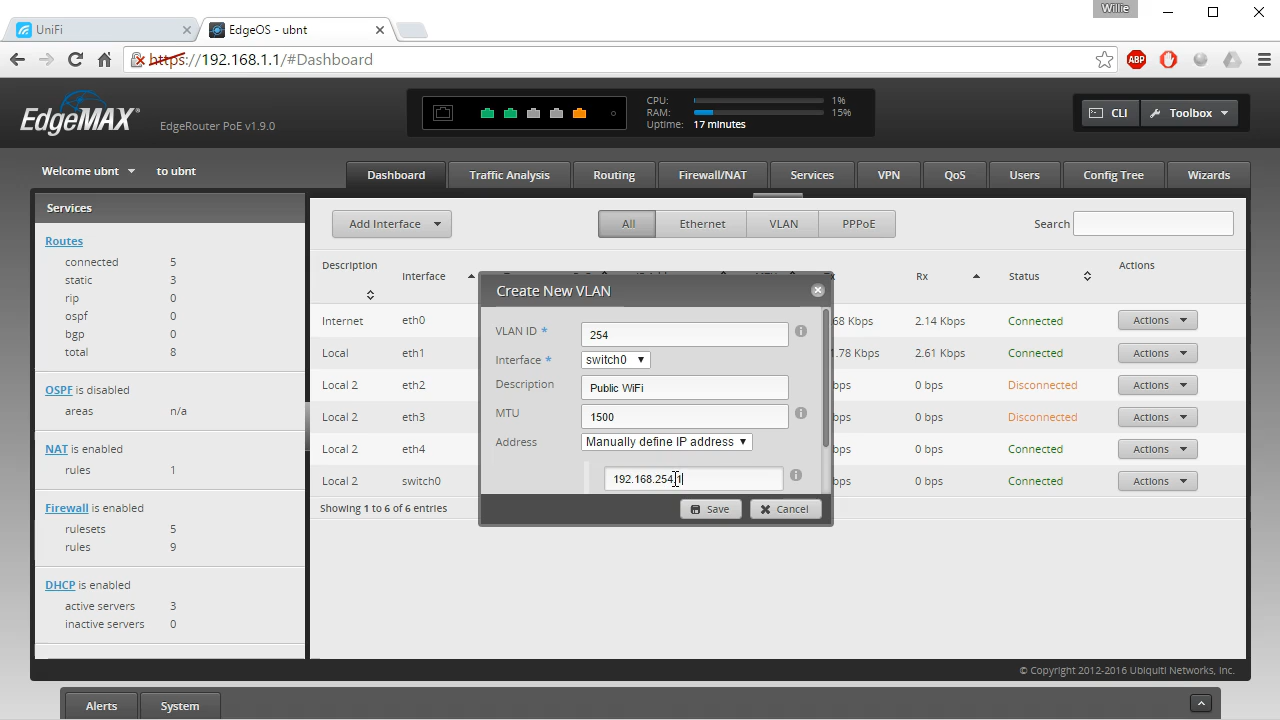 Willie
UniFi
EdgeOS - ubnt
https://192.168.1.1/#Dashboard
ABP
EdgeMAX®
EdgeRouter PoE v1.9.0
CPU: 1%
RAM: 15%
Uptime: 17 minutes
CLI
Toolbox
Welcome ubnt
to ubnt
Dashboard
Traffic Analysis
Routing
Firewall/NAT
Services
VPN
QoS
Users
Config Tree
Wizards
Services
Routes
connected 5
static 3
rip 0
ospf 0
bgp 0
total 8
OSPF is disabled
areas n/a
NAT is enabled
rules 1
Firewall is enabled
rulesets 5
rules 9
DHCP is enabled
active servers 3
inactive servers 0
Add Interface
All
Ethernet
VLAN
PPPoE
Search
Description Interface Rx Status Actions
Internet eth0 68 Kbps 2.14 Kbps Connected Actions
Local eth1 1.78 Kbps 2.61 Kbps Connected Actions
Local 2 eth2 0 bps Disconnected Actions
Local 2 eth3 0 bps Disconnected Actions
Local 2 eth4 0 bps Connected Actions
Local 2 switch0 0 bps Connected Actions
Showing 1 to 6 of 6 entries
Create New VLAN
VLAN ID * 254
Interface * switch0
Description Public WiFi
MTU 1500
Address Manually define IP address
192.168.254.1
Save
Cancel
© Copyright 2012-2016 Ubiquiti Networks, Inc.
Alerts
System